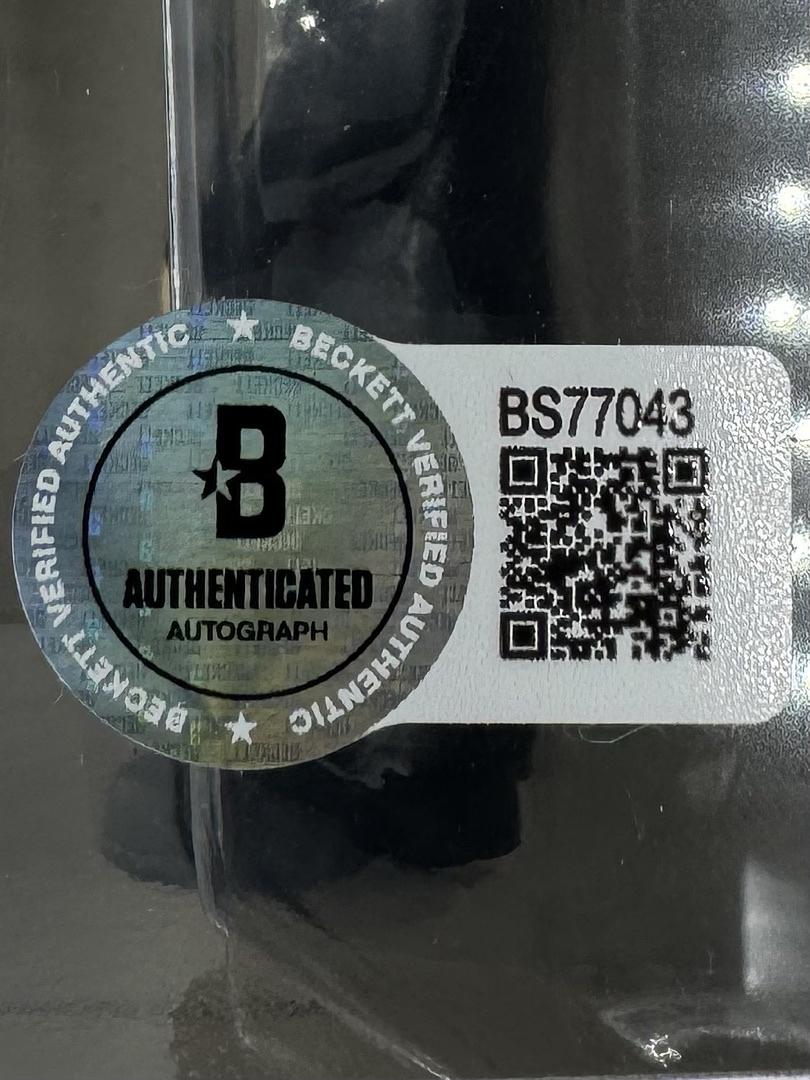 BECKETT VERIFIED AUTHENTIC
BECKETT VERIFIED AUTHENTIC
B
AUTHENTICATED
AUTOGRAPH
BS77043